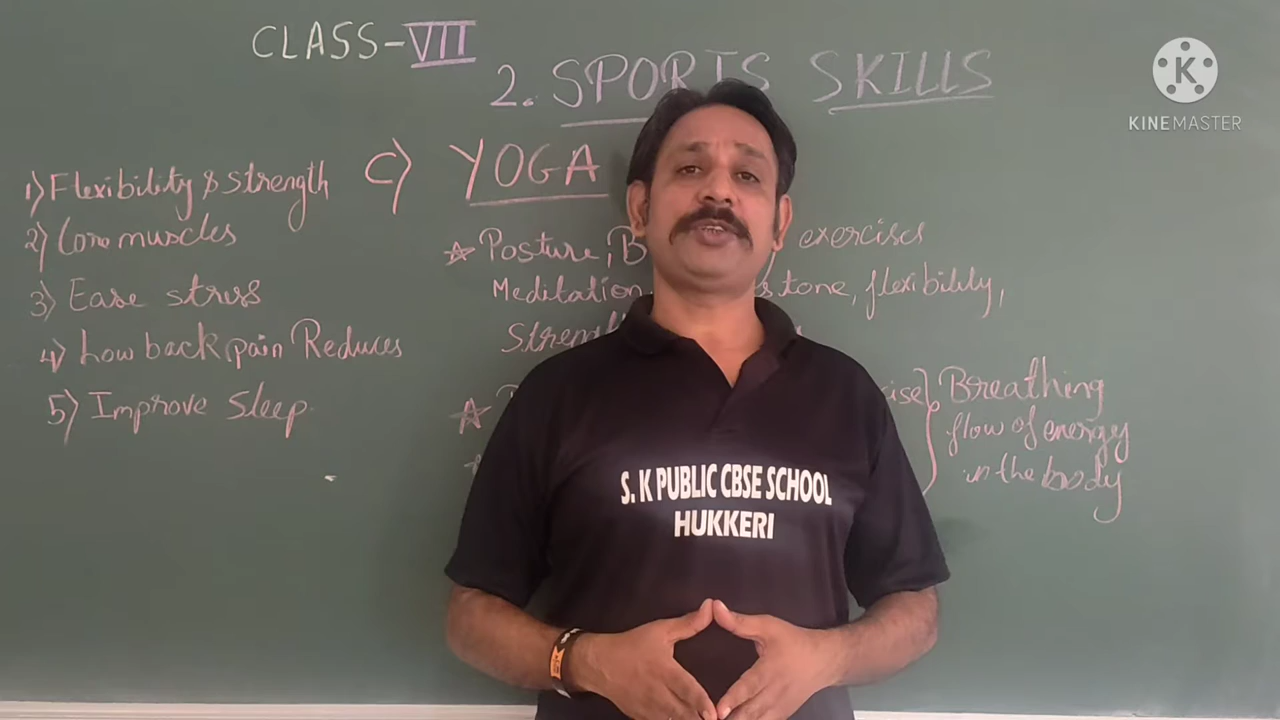 CLASS-VII
2. SPORTS SKILLS
C) YOGA
1) Flexibility & strength
2) Core muscles
3) Ease stress
4) Low back pain Reduces
5) Improve Sleep.
Posture, exercises
Meditation tone, flexibility,
Breathing
flow of energy
in the body
S. K PUBLIC CBSE SCHOOL
HUKKERI
K
KINEMASTER